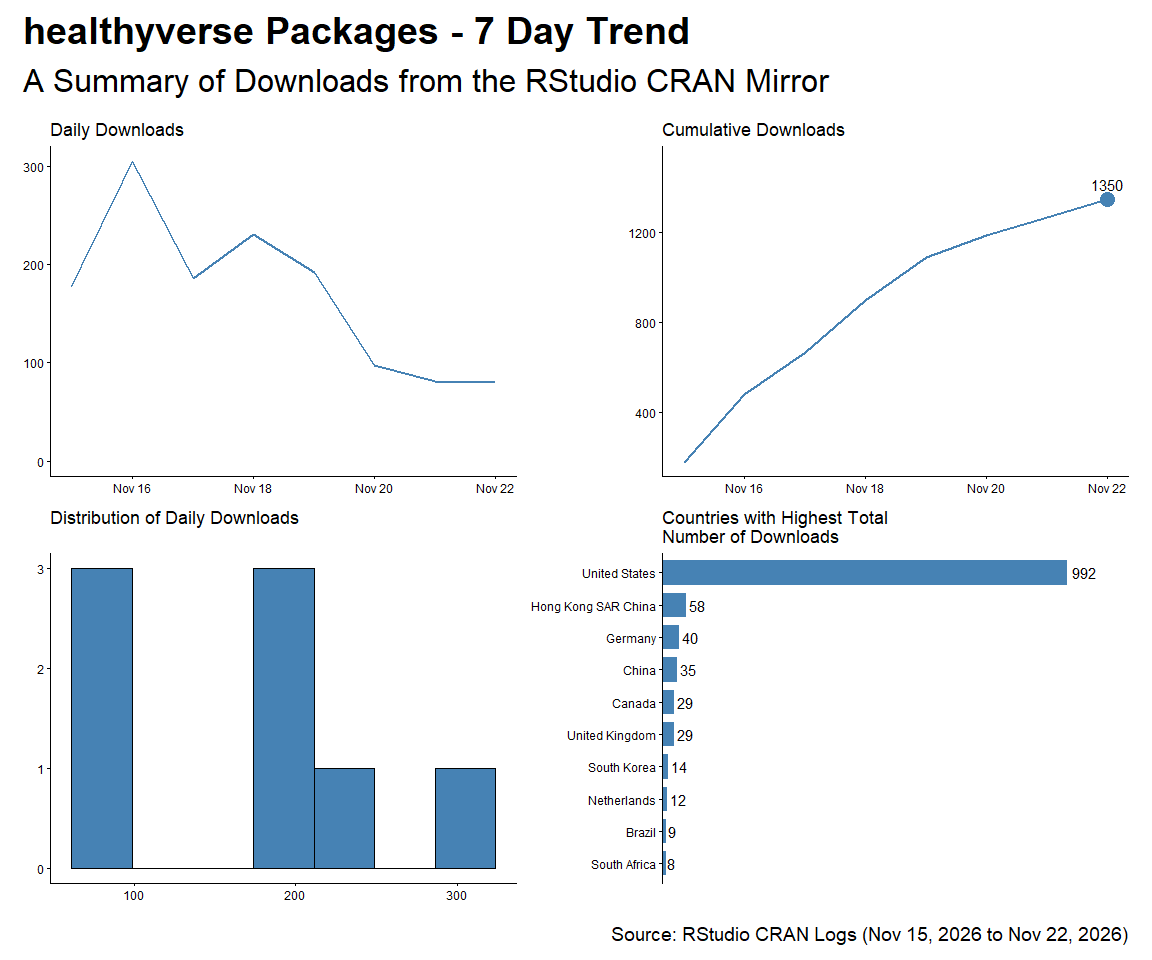 healthyverse Packages - 7 Day Trend
A Summary of Downloads from the RStudio CRAN Mirror
Daily Downloads
300
200
100
0
Nov 16
Nov 18
Nov 20
Nov 22
Cumulative Downloads
1350
1200
800
400
Nov 16
Nov 18
Nov 20
Nov 22
Distribution of Daily Downloads
3
2
1
0
100
200
300
Countries with Highest Total
Number of Downloads
United States 992
Hong Kong SAR China 58
Germany 40
China 35
Canada 29
United Kingdom 29
South Korea 14
Netherlands 12
Brazil 9
South Africa 8
Source: RStudio CRAN Logs (Nov 15, 2026 to Nov 22, 2026)